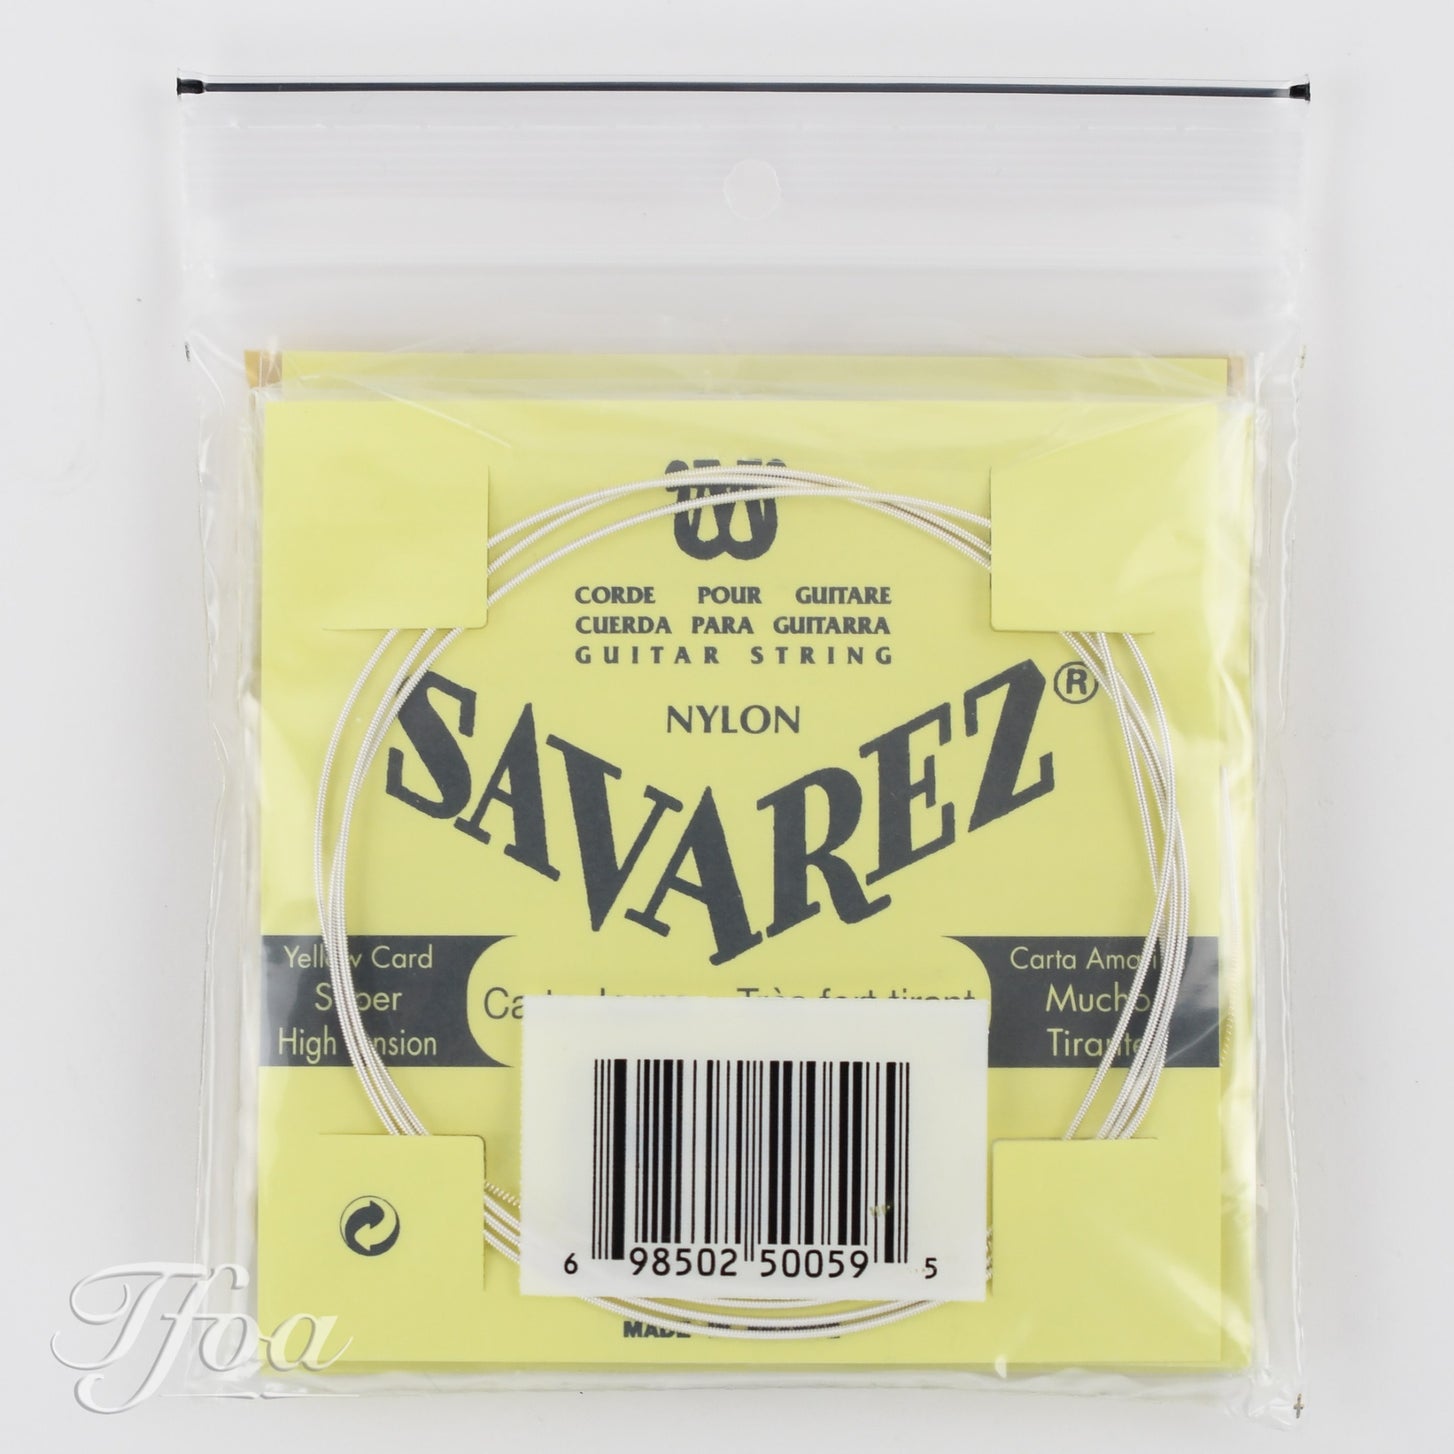 CORDE POUR GUITARE
CUERDA PARA GUITARRA
GUITAR STRING
NYLON
SAVAREZ®
Yellow Card
Super
High Tension
Carta
Mucho
Tirante
6 98502 50059 5
MADE
Tfoa